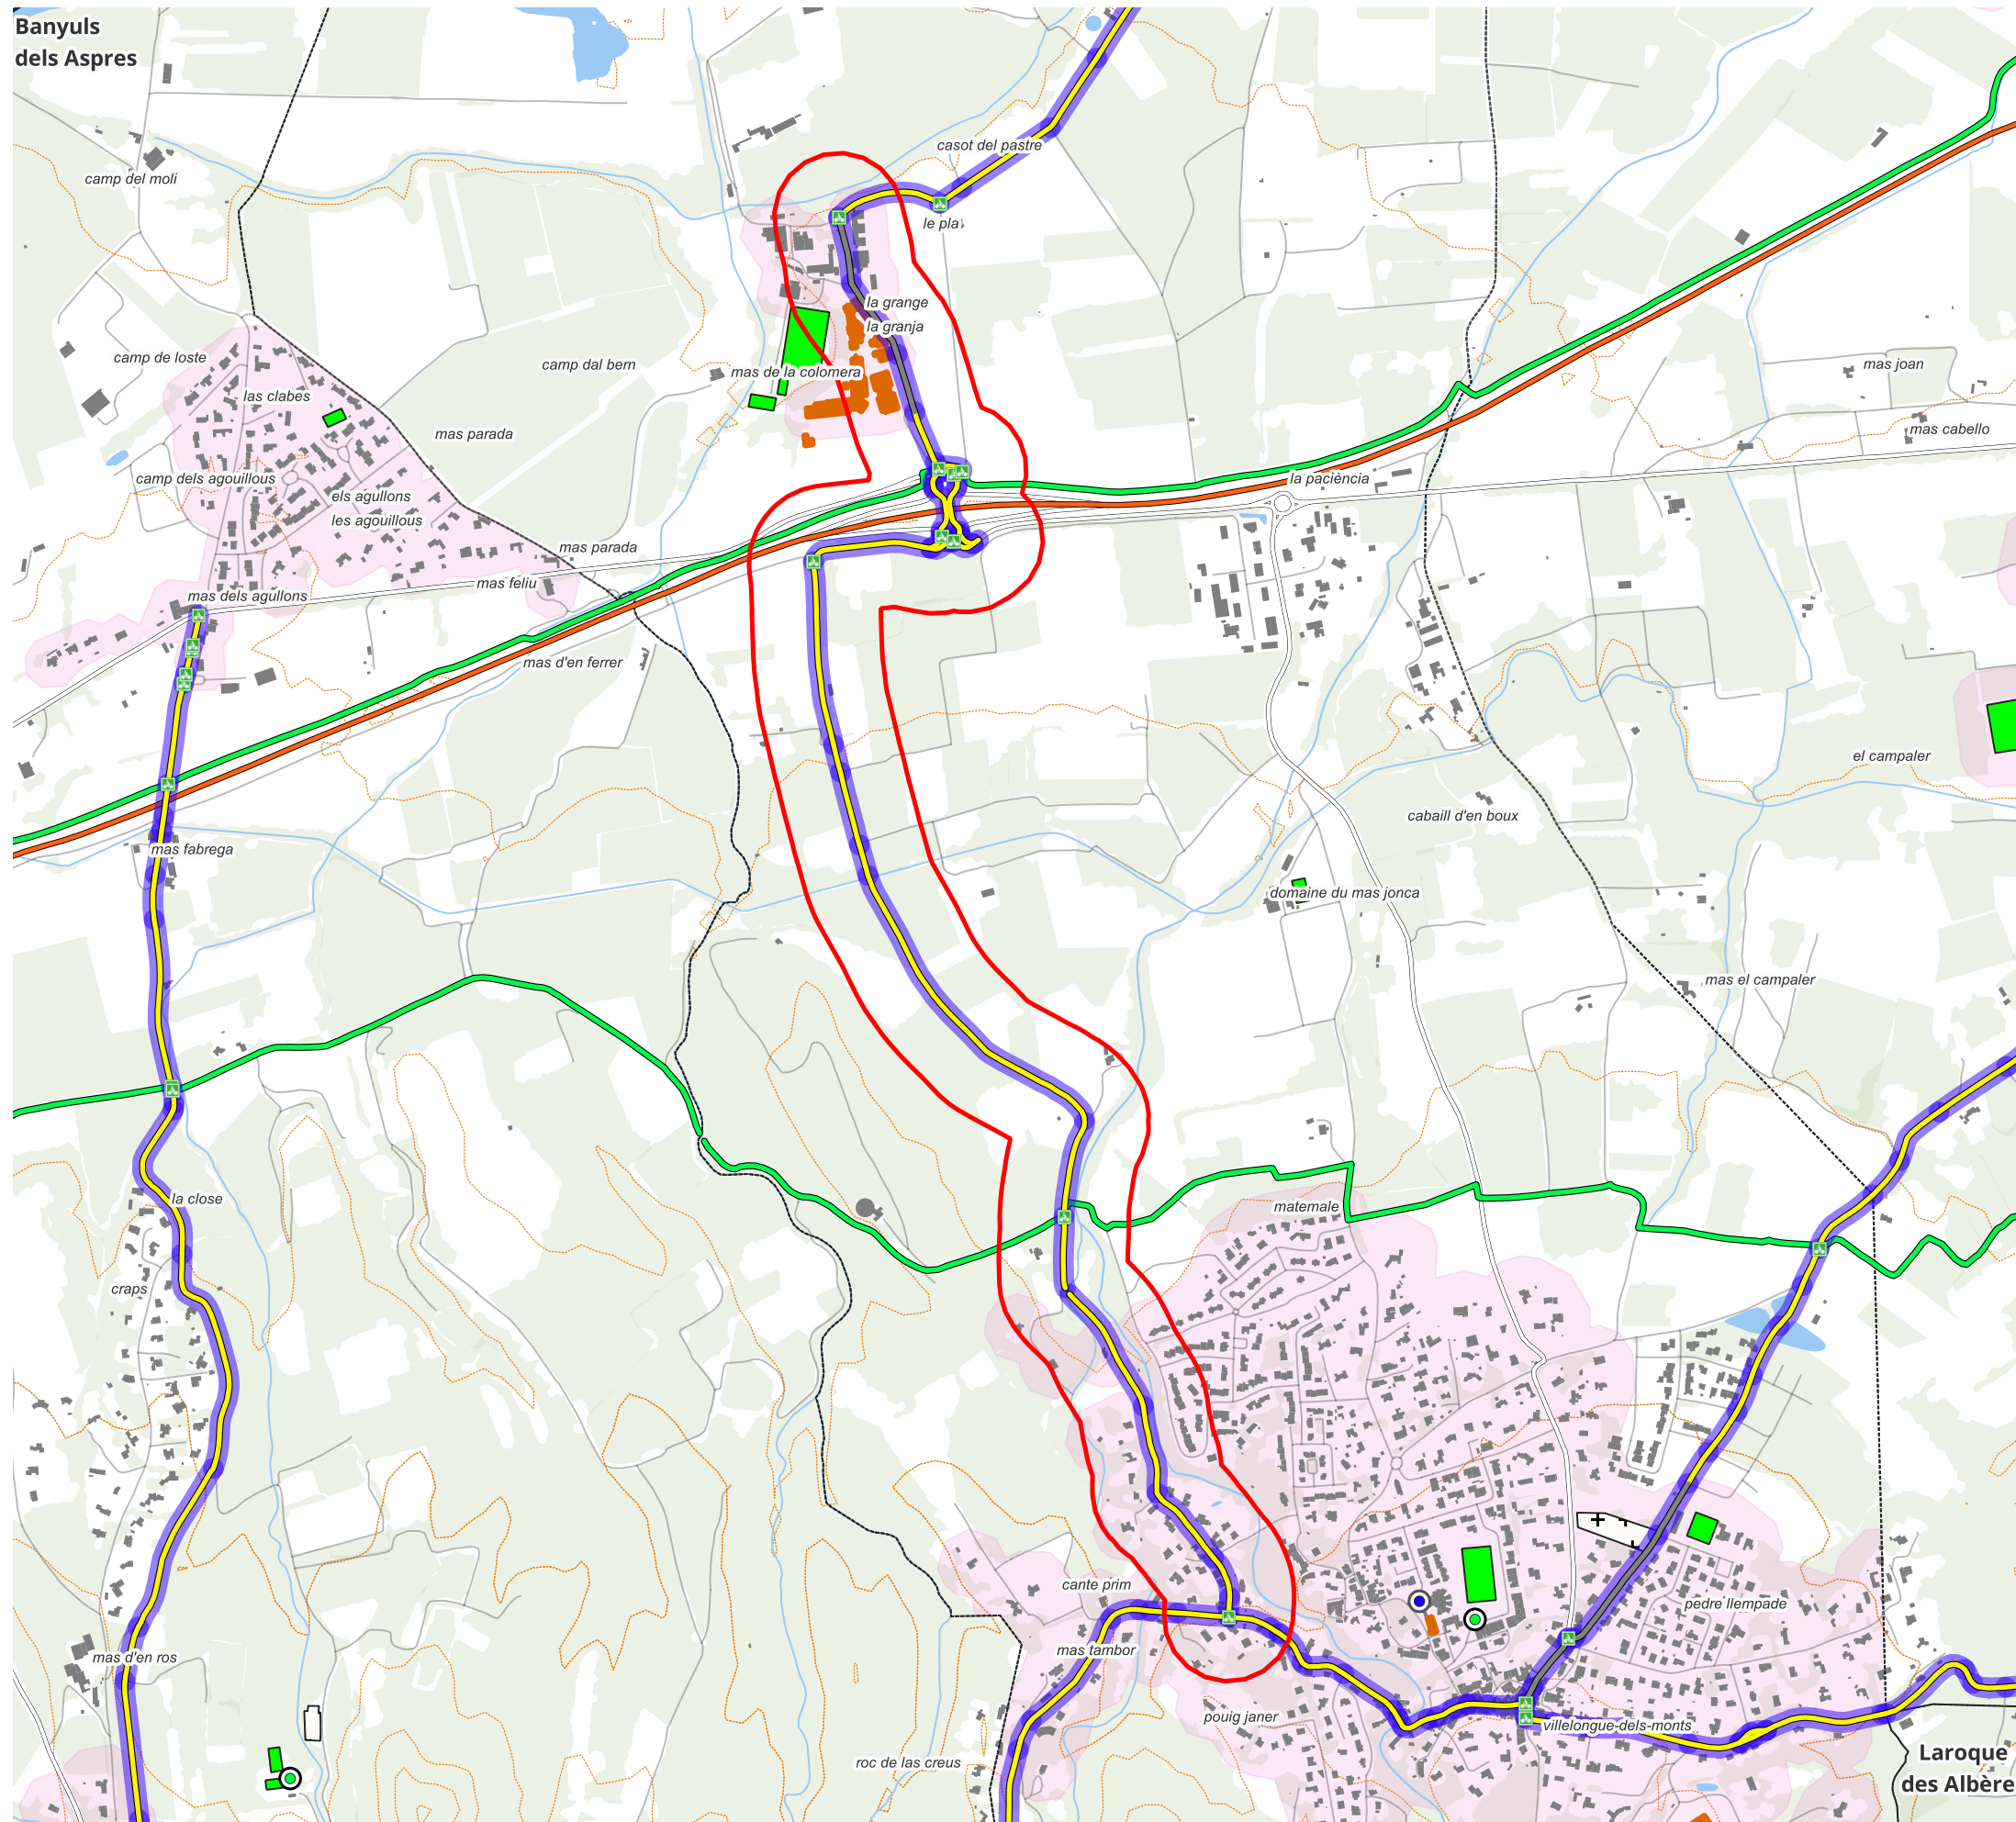 Banyuls
dels Aspres
casot del pastre
camp del moli
le pla
la grange
la granja
camp de loste
camp dal bern
mas de la colomera
mas joan
las clabes
mas parada
mas cabello
camp dels agouillous
la paciència
els agullons
les agouillous
mas parada
mas feliu
mas dels agullons
mas d'en ferrer
el campaler
cabaill d'en boux
mas fabrega
domaine du mas jonca
mas el campaler
la close
matemale
craps
cante prim
pedre llempade
mas tambor
mas d'en ros
pouig janer
villelongue-dels-monts
roc de las creus
Laroque
des Albère